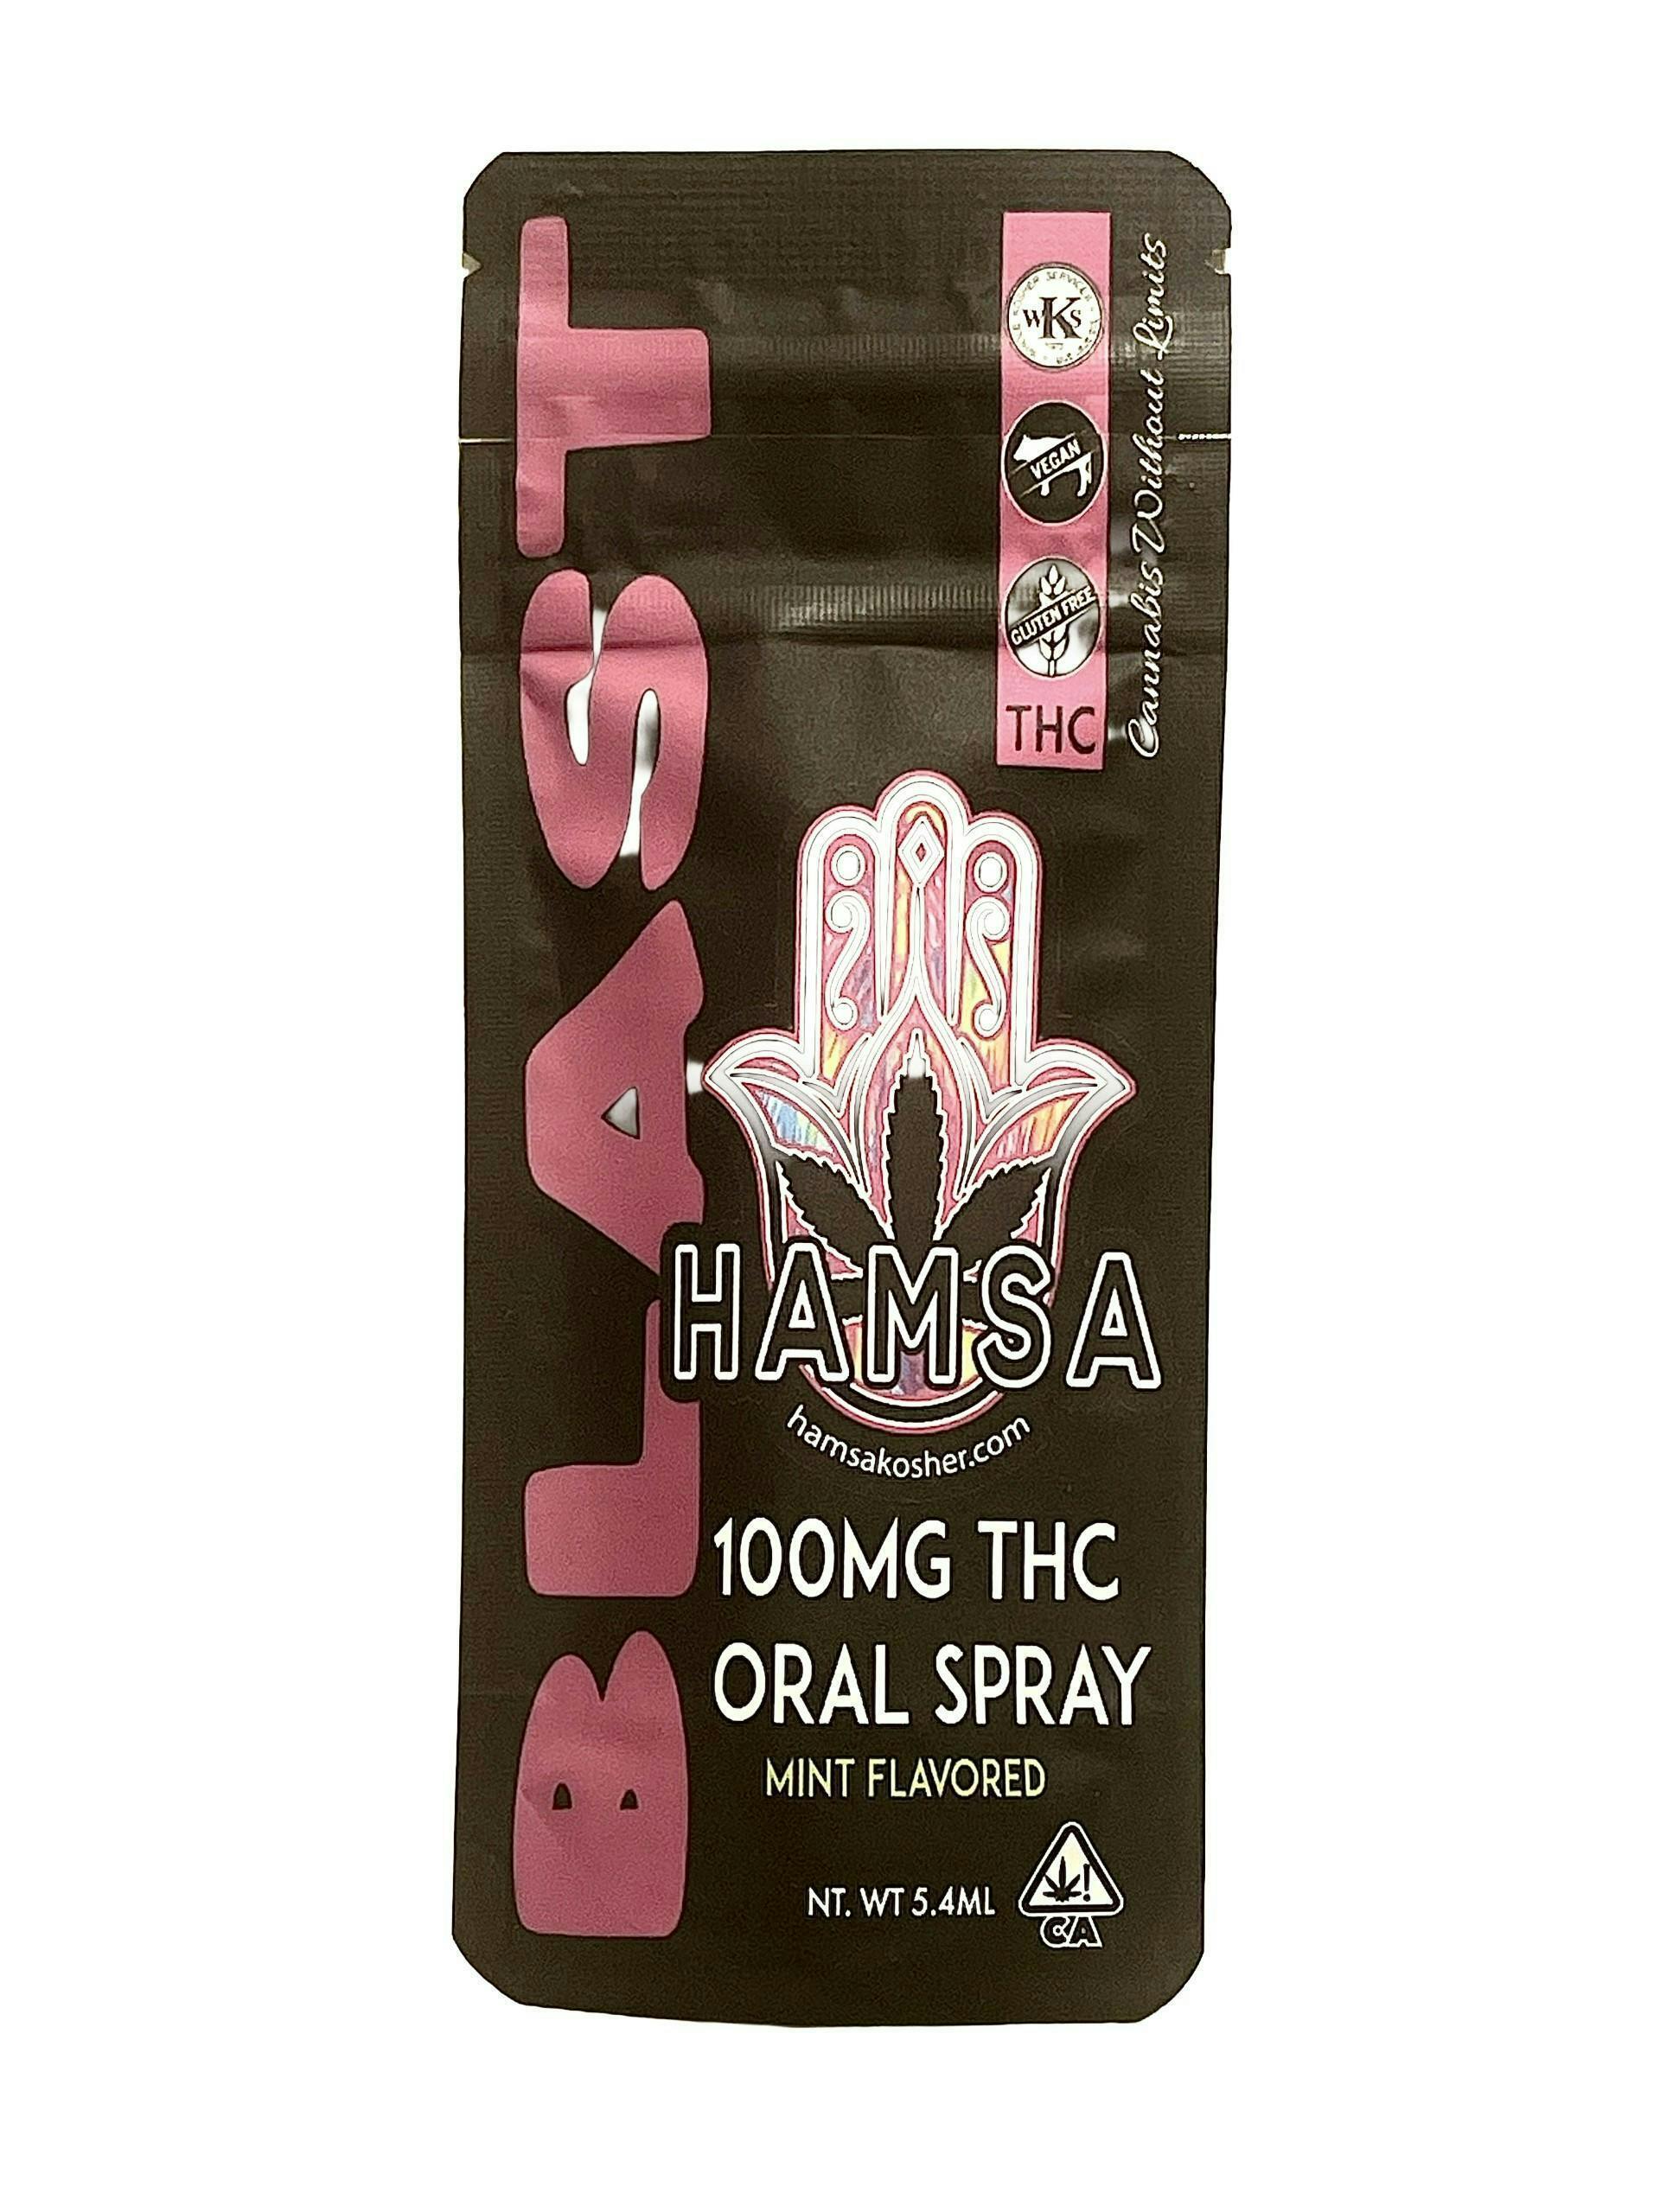 BLAST
WKS
VEGAN
GLUTEN FREE
THC
Cannabis Without Limits
HAMSA
hamsakosher.com
100MG THC
ORAL SPRAY
MINT FLAVORED
NT. WT 5.4ML
CA